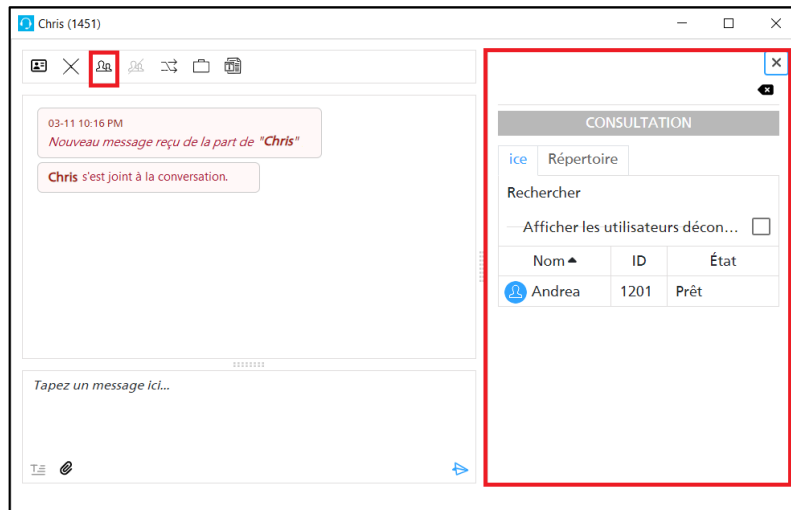 Chris (1451)
03-11 10:16 PM
Nouveau message reçu de la part de "Chris"
Chris s'est joint à la conversation.
Tapez un message ici...
CONSULTATION
ice Répertoire
Rechercher
Afficher les utilisateurs décon...
Nom ID État
Andrea 1201 Prêt